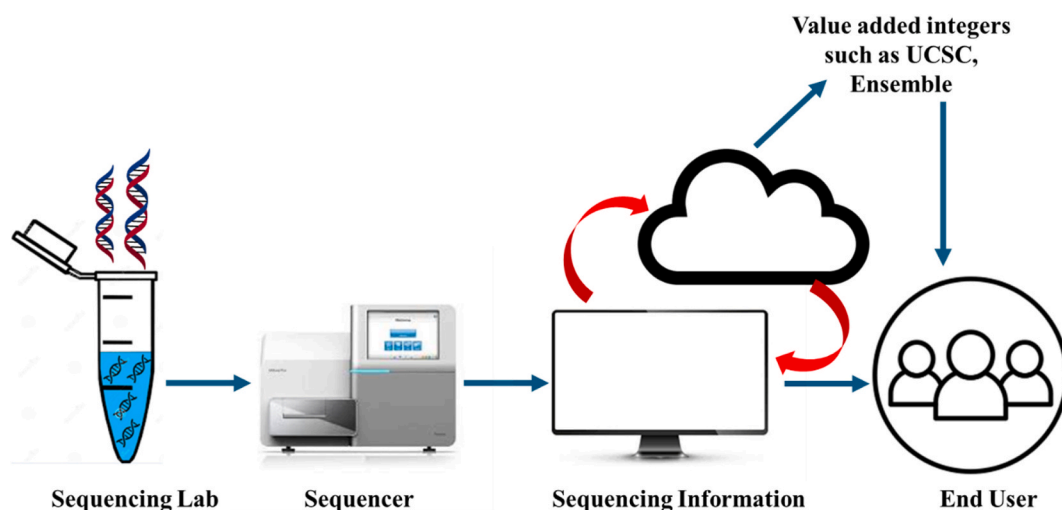 Value added integers
such as UCSC,
Ensemble
Sequencing Lab
Sequencer
Sequencing Information
End User